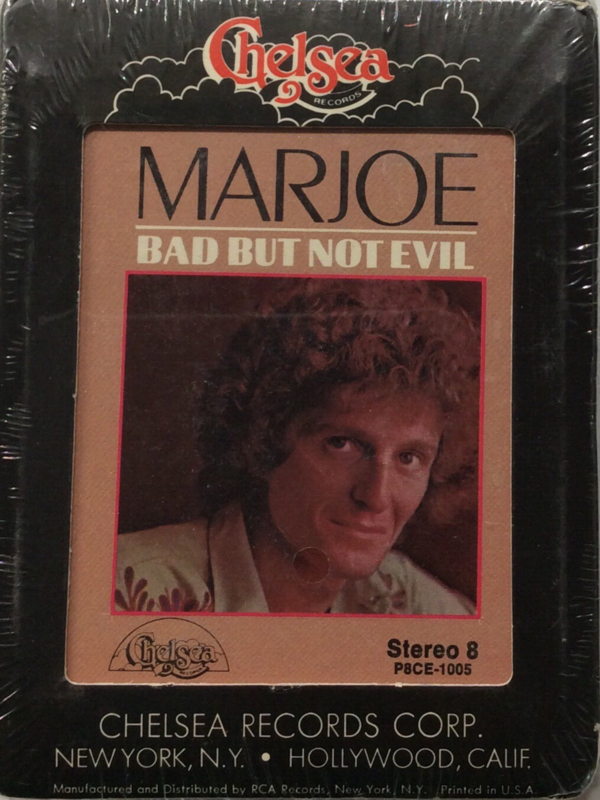 Chelsea
RECORDS
MARJOE
BAD BUT NOT EVIL
Chelsea
RECORDS
Stereo 8
P8CE-1005
CHELSEA RECORDS CORP.
NEW YORK, N.Y. • HOLLYWOOD, CALIF.
Manufactured and Distributed by RCA Records, New York, N.Y. Printed in U.S.A.